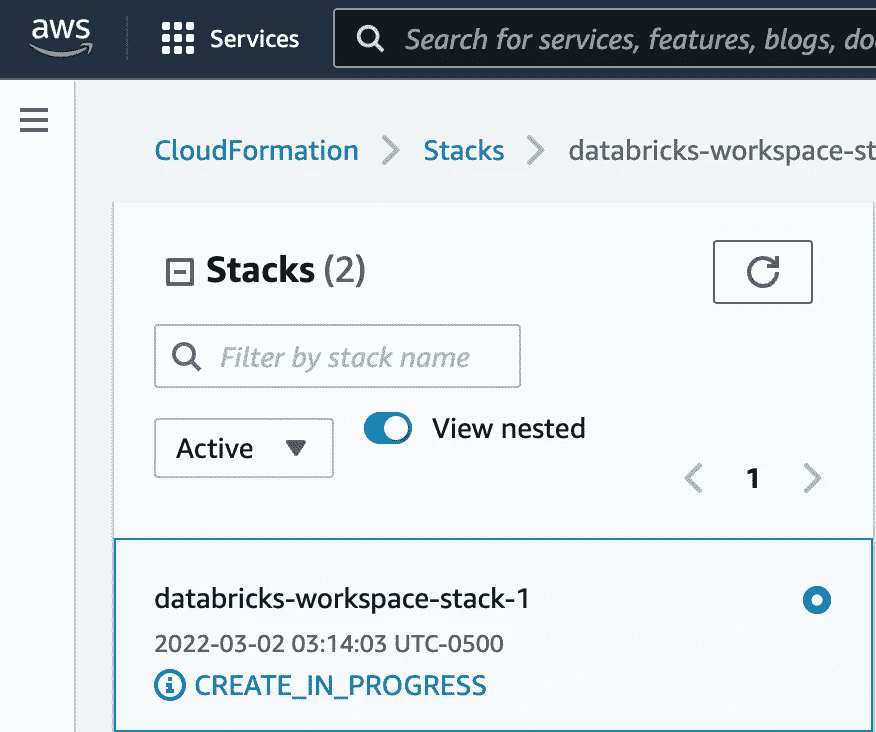 aws
Services
Search for services, features, blogs, do
CloudFormation
Stacks
databricks-workspace-st
Stacks (2)
Filter by stack name
Active
View nested
1
databricks-workspace-stack-1
2022-03-02 03:14:03 UTC-0500
CREATE_IN_PROGRESS